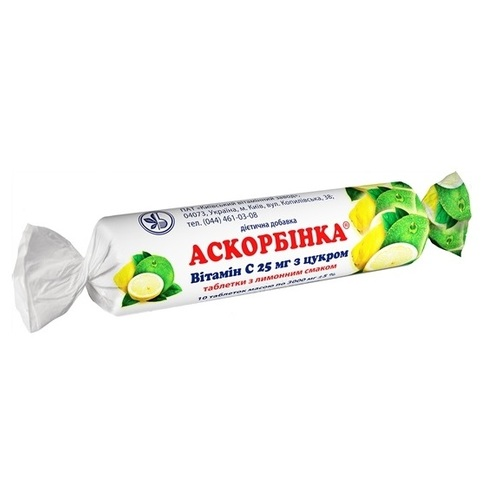 ПАТ «Київський вітамінний завод»,
04073, Україна, м. Київ, вул. Копилівська, 38,
тел. (044) 461-03-08
дієтична добавка
АСКОРБІНКА®
Вітамін С 25 мг з цукром
таблетки з лимонним смаком
10 таблеток масою по 3000 мг ±5 %